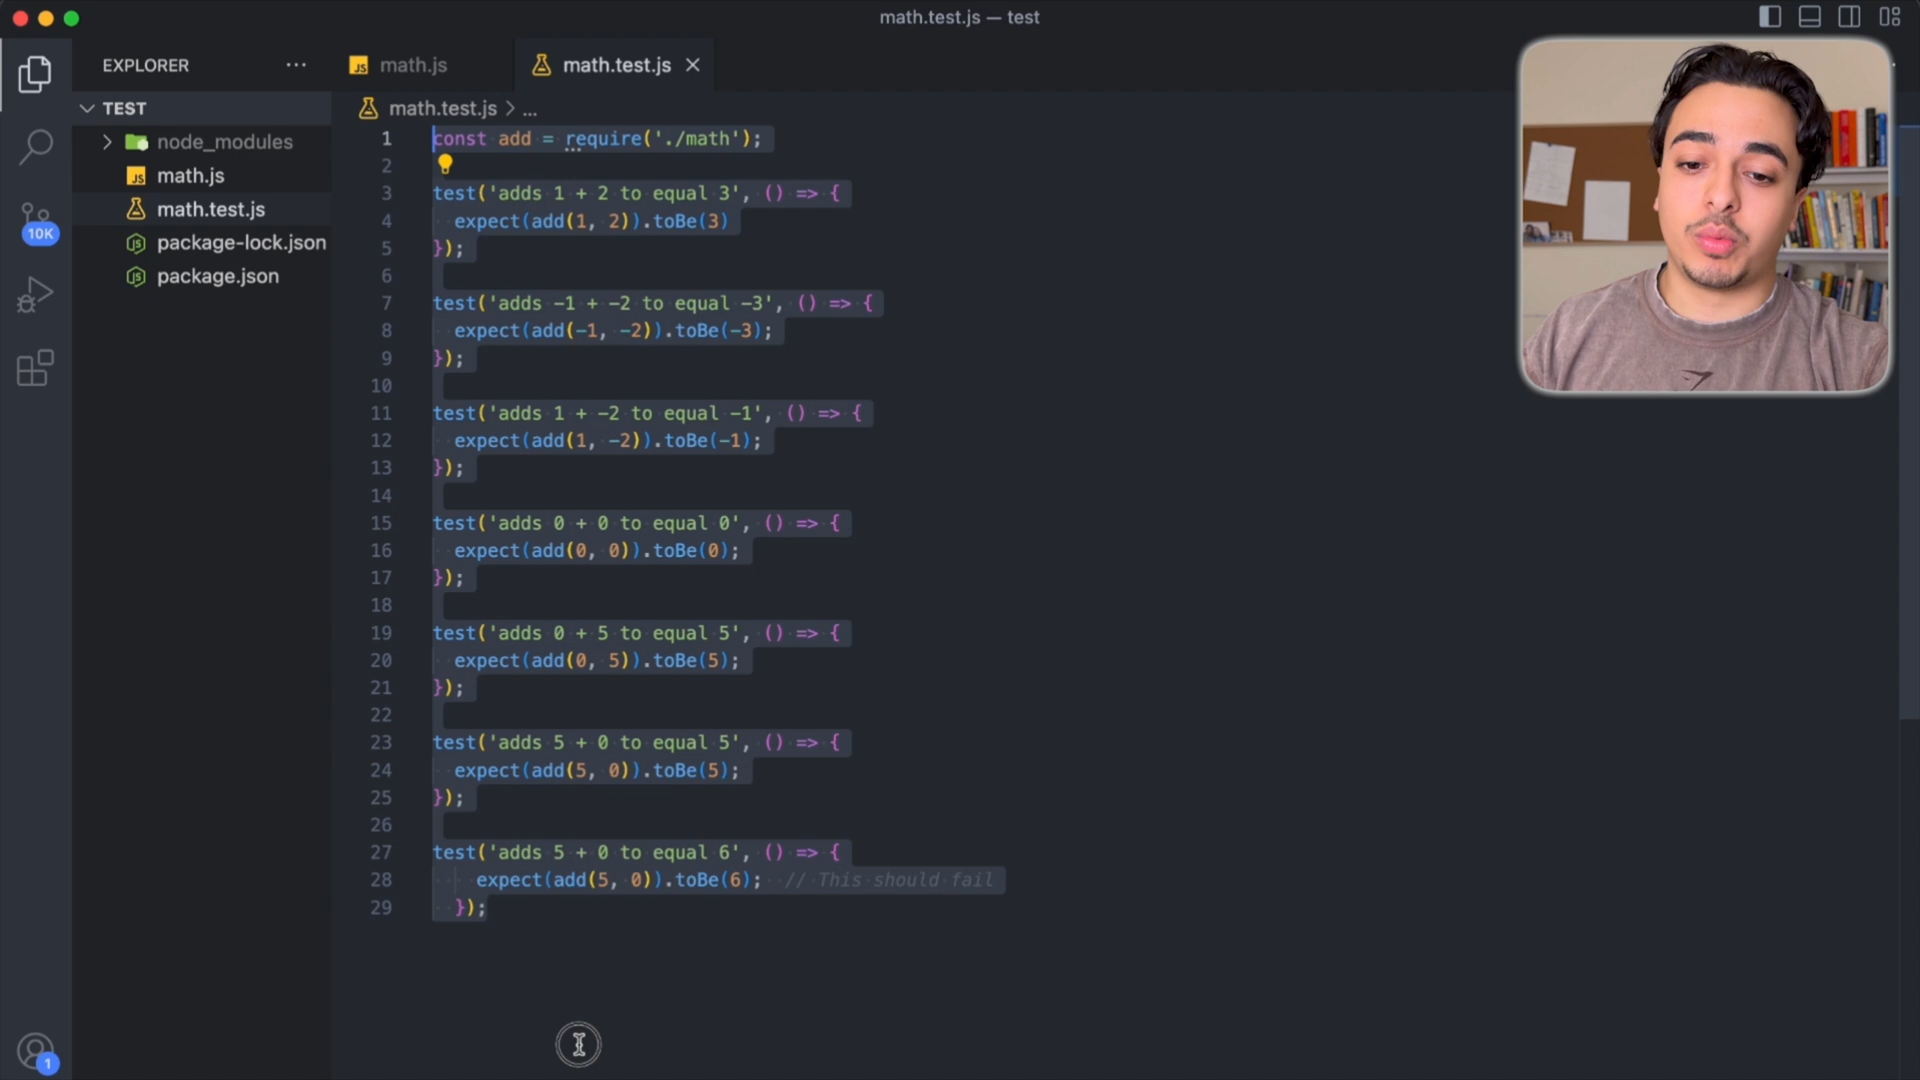 math.test.js — test
EXPLORER
math.js
math.test.js
TEST
math.test.js > ...
node_modules
math.js
math.test.js
package-lock.json
package.json
10K
1
1 const add = require('./math');
2
3 test('adds 1 + 2 to equal 3', () => {
4 expect(add(1, 2)).toBe(3)
5 });
6
7 test('adds -1 + -2 to equal -3', () => {
8 expect(add(-1, -2)).toBe(-3);
9 });
10
11 test('adds 1 + -2 to equal -1', () => {
12 expect(add(1, -2)).toBe(-1);
13 });
14
15 test('adds 0 + 0 to equal 0', () => {
16 expect(add(0, 0)).toBe(0);
17 });
18
19 test('adds 0 + 5 to equal 5', () => {
20 expect(add(0, 5)).toBe(5);
21 });
22
23 test('adds 5 + 0 to equal 5', () => {
24 expect(add(5, 0)).toBe(5);
25 });
26
27 test('adds 5 + 0 to equal 6', () => {
28 expect(add(5, 0)).toBe(6); // This should fail
29 });